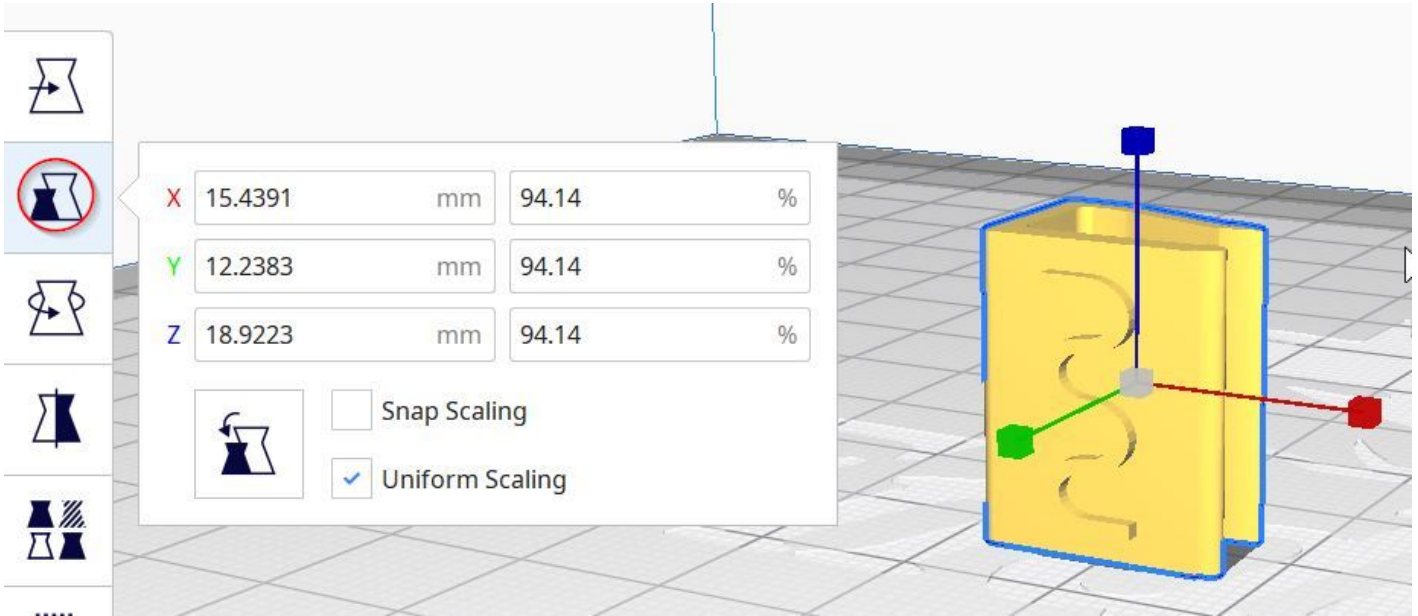 X 15.4391 mm 94.14 %
Y 12.2383 mm 94.14 %
Z 18.9223 mm 94.14 %
Snap Scaling
Uniform Scaling